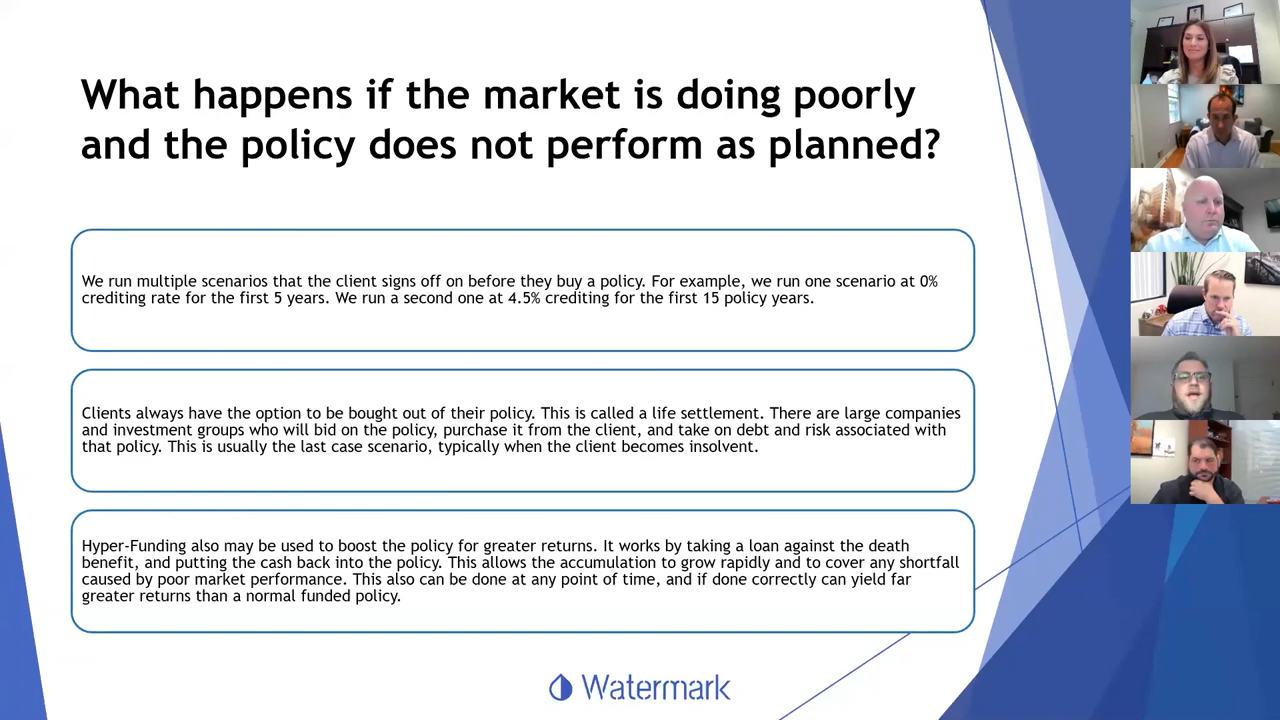 What happens if the market is doing poorly
and the policy does not perform as planned?
We run multiple scenarios that the client signs off on before they buy a policy. For example, we run one scenario at 0%
crediting rate for the first 5 years. We run a second one at 4.5% crediting for the first 15 policy years.
Clients always have the option to be bought out of their policy. This is called a life settlement. There are large companies
and investment groups who will bid on the policy, purchase it from the client, and take on debt and risk associated with
that policy. This is usually the last case scenario, typically when the client becomes insolvent.
Hyper-Funding also may be used to boost the policy for greater returns. It works by taking a loan against the death
benefit, and putting the cash back into the policy. This allows the accumulation to grow rapidly and to cover any shortfall
caused by poor market performance. This also can be done at any point of time, and if done correctly can yield far
greater returns than a normal funded policy.
Watermark